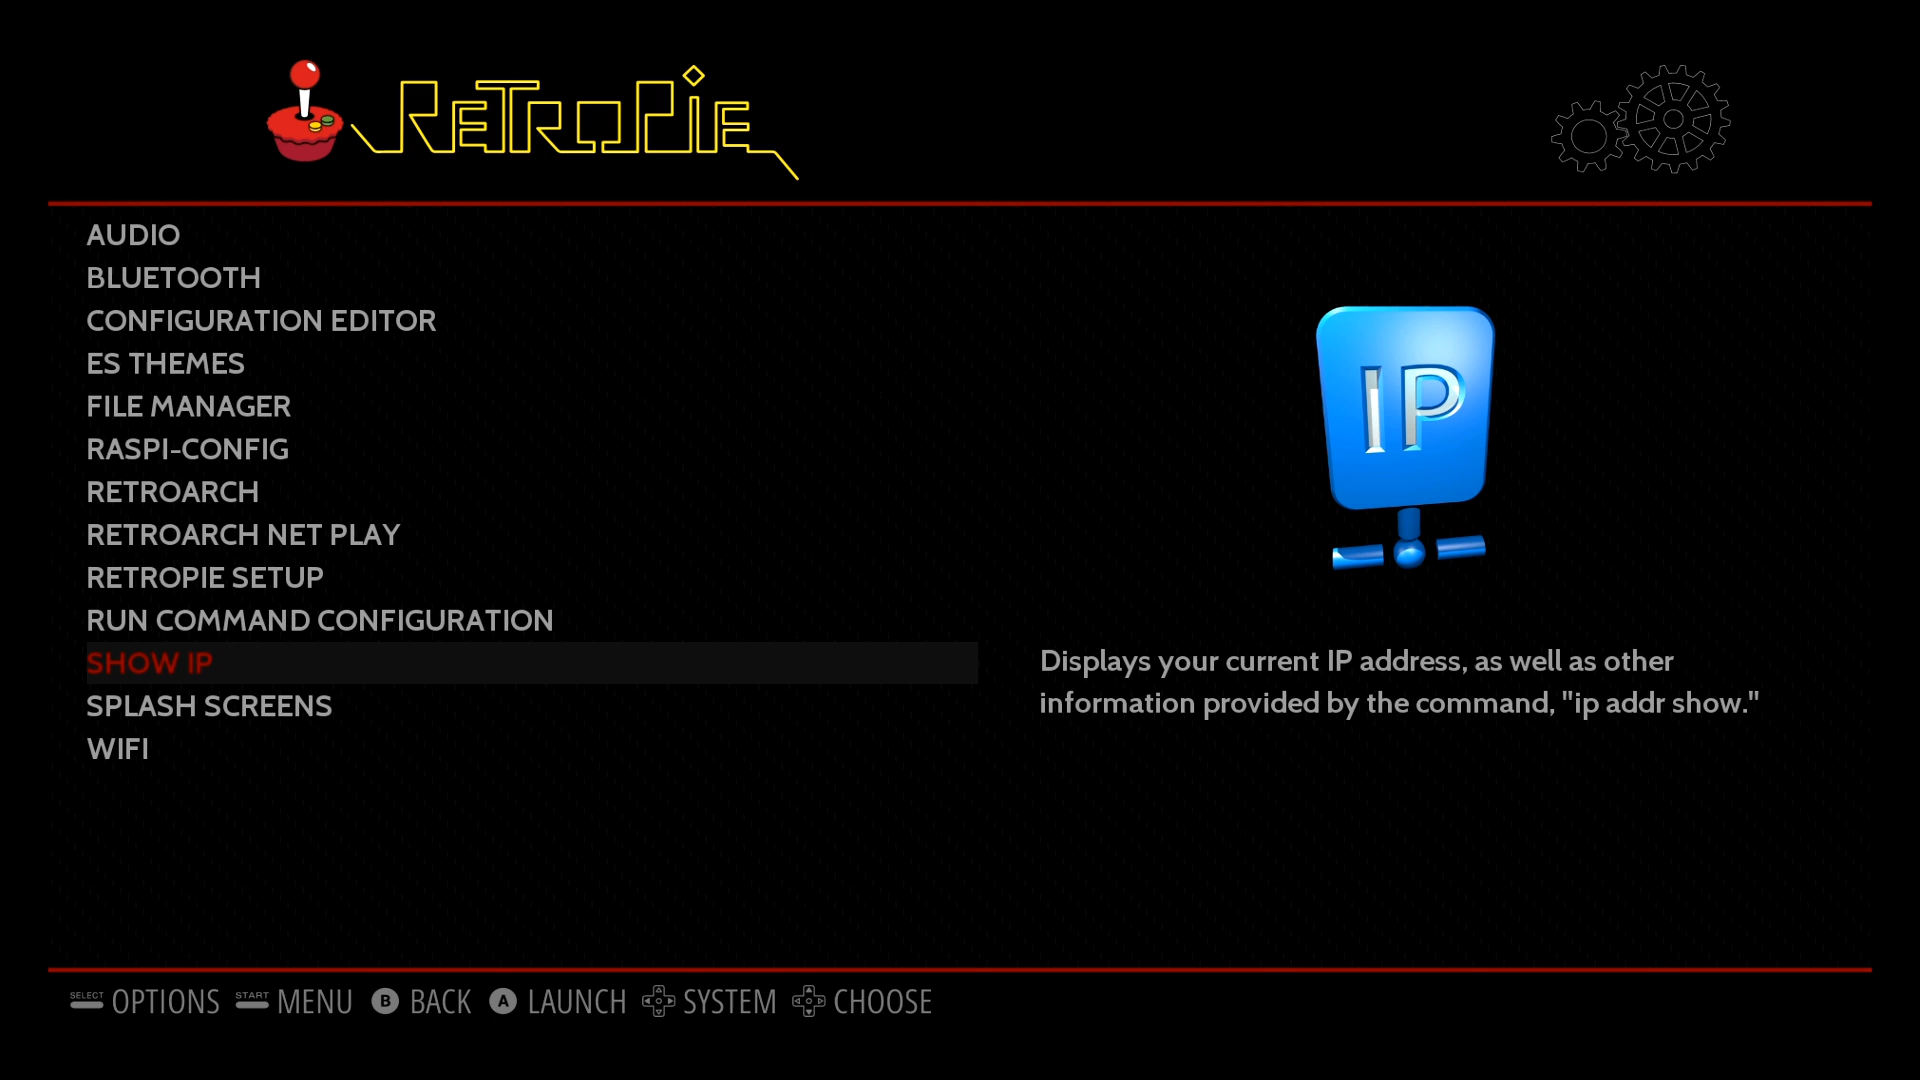 RETROPIE
AUDIO
BLUETOOTH
CONFIGURATION EDITOR
ES THEMES
FILE MANAGER
RASPI-CONFIG
RETROARCH
RETROARCH NET PLAY
RETROPIE SETUP
RUN COMMAND CONFIGURATION
SHOW IP
SPLASH SCREENS
WIFI
IP
Displays your current IP address, as well as other
information provided by the command, "ip addr show."
SELECT OPTIONS START MENU B BACK A LAUNCH SYSTEM CHOOSE